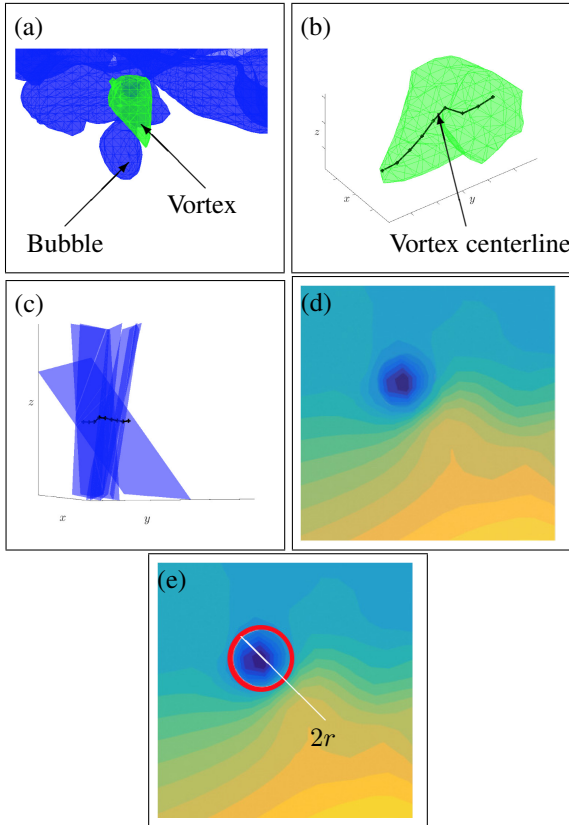 (a)
Vortex
Bubble
(b)
z
x
y
Vortex centerline
(c)
z
x
y
(d)
(e)
2r